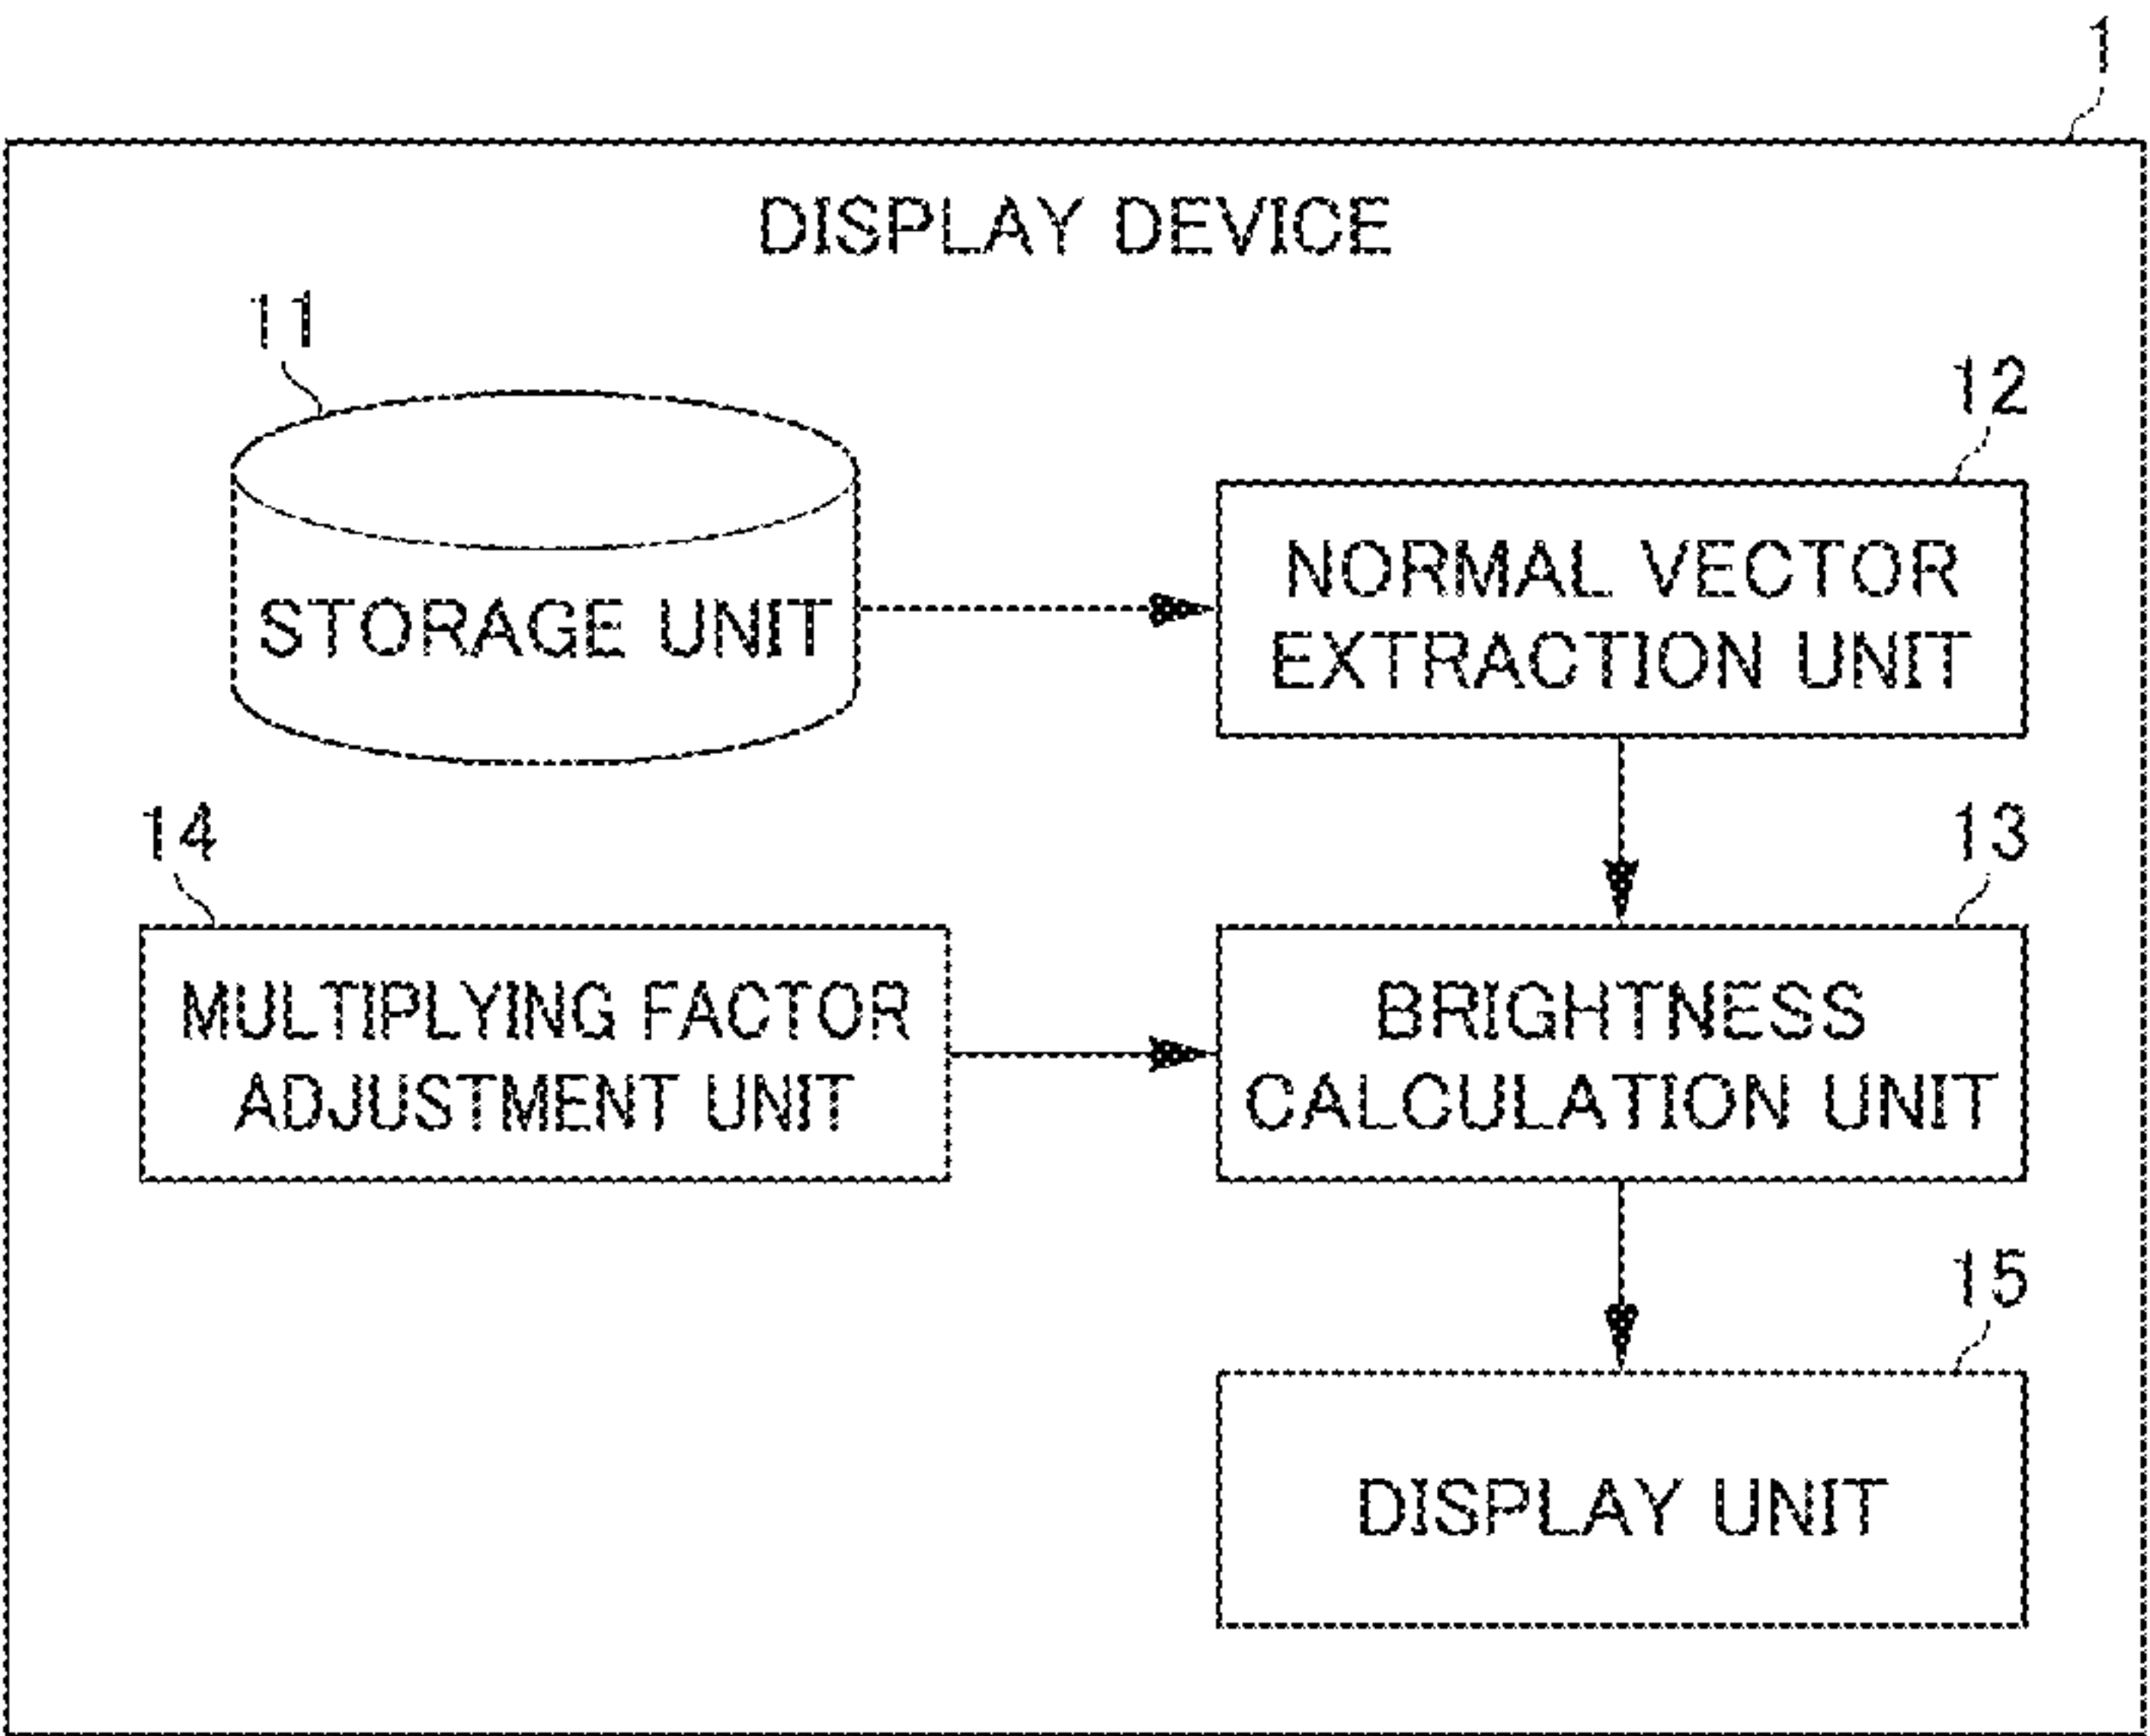 1
DISPLAY DEVICE
11
STORAGE UNIT
12
NORMAL VECTOR
EXTRACTION UNIT
14
MULTIPLYING FACTOR
ADJUSTMENT UNIT
13
BRIGHTNESS
CALCULATION UNIT
15
DISPLAY UNIT